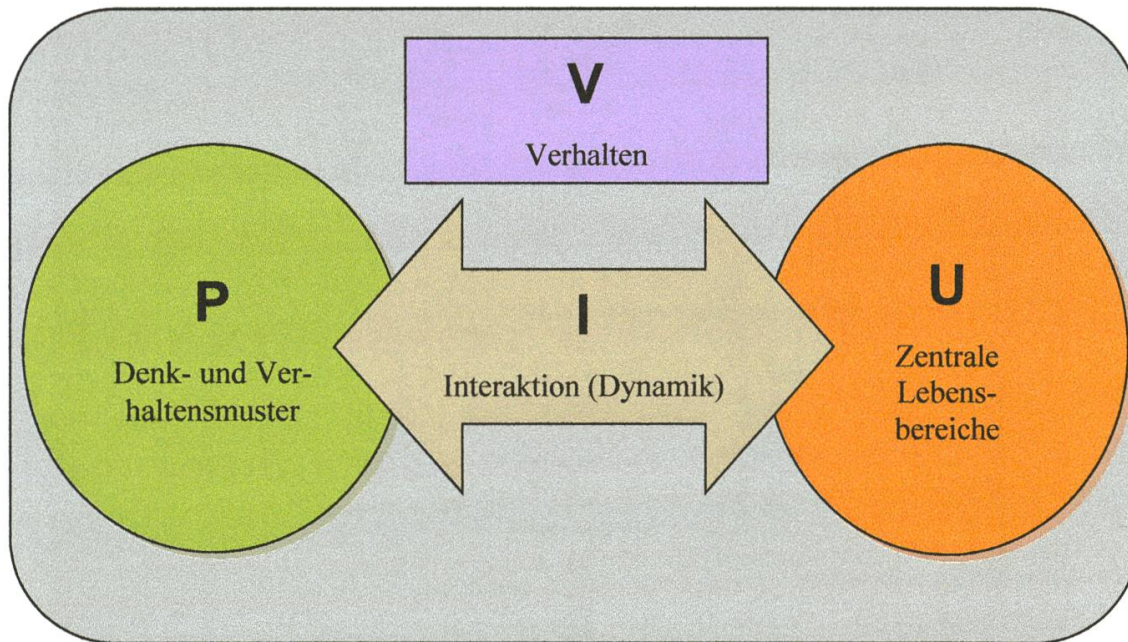 V
Verhalten
P
Denk- und Ver-
haltensmuster
I
Interaktion (Dynamik)
U
Zentrale
Lebens-
bereiche